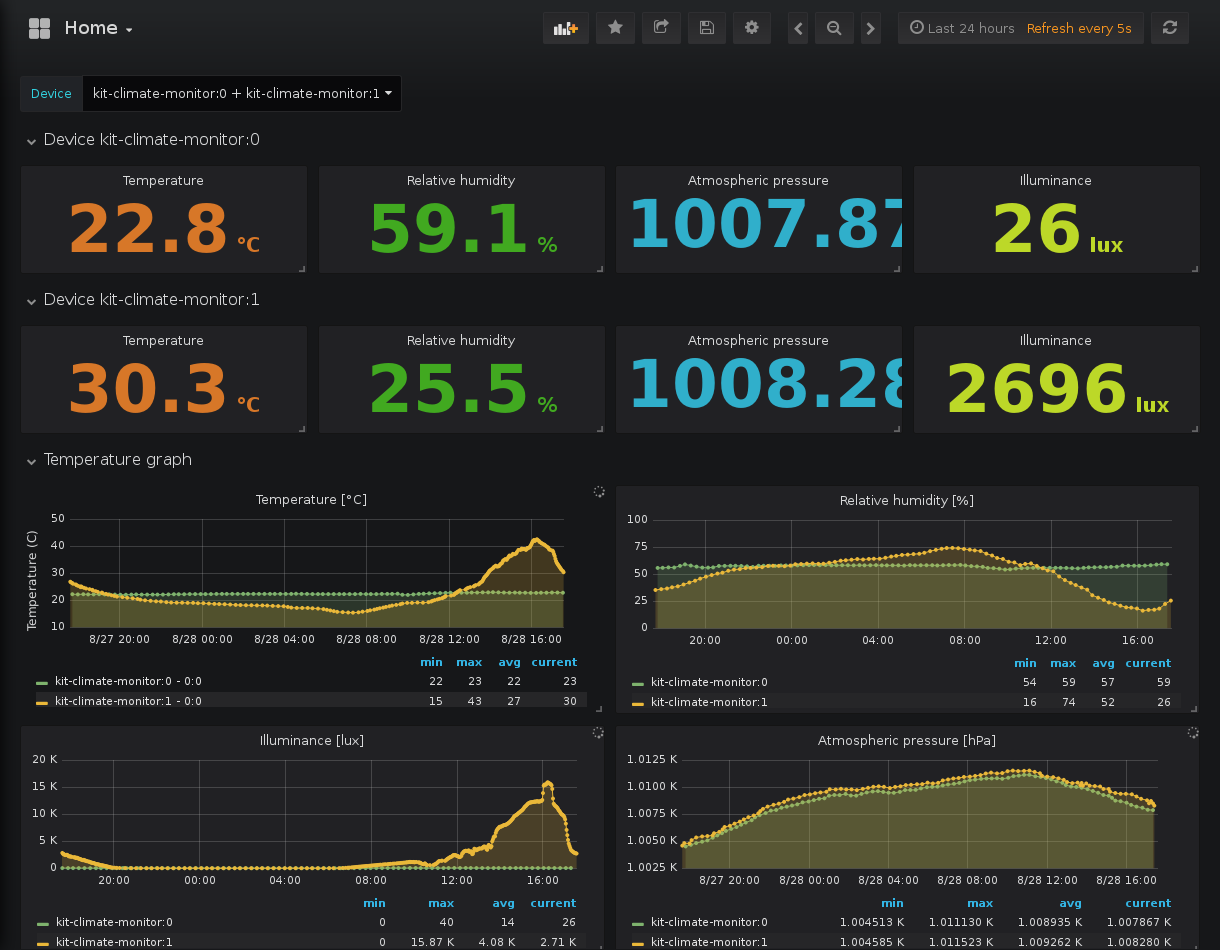 Home
Last 24 hours Refresh every 5s
Device kit-climate-monitor:0 + kit-climate-monitor:1
Device kit-climate-monitor:0
Temperature Relative humidity Atmospheric pressure Illuminance
22.8 °C 59.1 % 1007.87 26 lux
Device kit-climate-monitor:1
Temperature Relative humidity Atmospheric pressure Illuminance
30.3 °C 25.5 % 1008.28 2696 lux
Temperature graph
Temperature [°C]
Temperature (C)
50
40
30
20
10
8/27 20:00 8/28 00:00 8/28 04:00 8/28 08:00 8/28 12:00 8/28 16:00
min max avg current
kit-climate-monitor:0 - 0:0 22 23 22 23
kit-climate-monitor:1 - 0:0 15 43 27 30
Relative humidity [%]
100
75
50
25
0
20:00 00:00 04:00 08:00 12:00 16:00
min max avg current
kit-climate-monitor:0 54 59 57 59
kit-climate-monitor:1 16 74 52 26
Illuminance [lux]
20 K
15 K
10 K
5 K
0
20:00 00:00 04:00 08:00 12:00 16:00
min max avg current
kit-climate-monitor:0 0 40 14 26
kit-climate-monitor:1 0 15.87 K 4.08 K 2.71 K
Atmospheric pressure [hPa]
1.0125 K
1.0100 K
1.0075 K
1.0050 K
1.0025 K
8/27 20:00 8/28 00:00 8/28 04:00 8/28 08:00 8/28 12:00 8/28 16:00
min max avg current
kit-climate-monitor:0 1.004513 K 1.011130 K 1.008935 K 1.007867 K
kit-climate-monitor:1 1.004585 K 1.011523 K 1.009262 K 1.008280 K